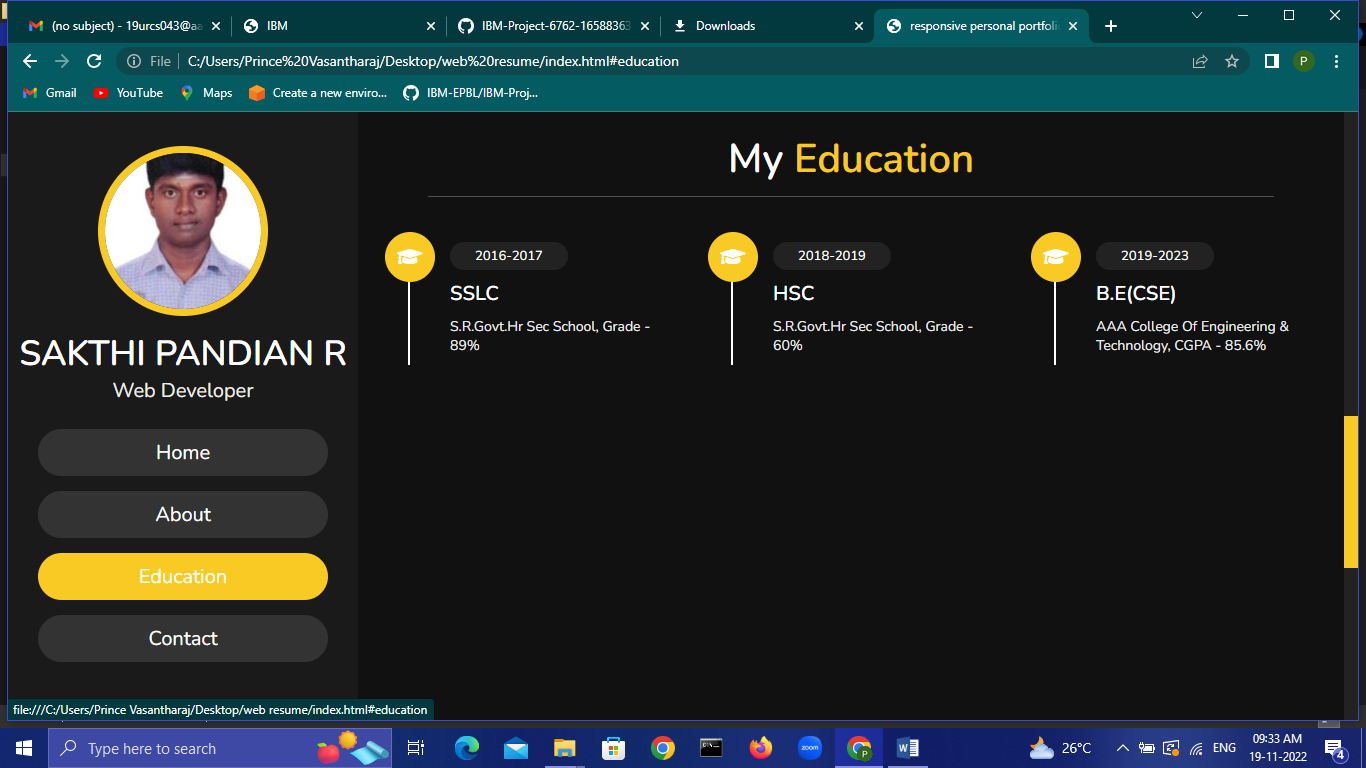 (no subject) - 19urcs043@aa
IBM
IBM-Project-6762-16588363
Downloads
responsive personal portfolio
File
C:/Users/Prince%20Vasantharaj/Desktop/web%20resume/index.html#education
P
Gmail
YouTube
Maps
Create a new enviro...
IBM-EPBL/IBM-Proj...
SAKTHI PANDIAN R
Web Developer
Home
About
Education
Contact
My Education
2016-2017
SSLC
S.R.Govt.Hr Sec School, Grade -
89%
2018-2019
HSC
S.R.Govt.Hr Sec School, Grade -
60%
2019-2023
B.E(CSE)
AAA College Of Engineering &
Technology, CGPA - 85.6%
file:///C:/Users/Prince Vasantharaj/Desktop/web resume/index.html#education
Type here to search
zoom
P
26°C
ENG
09:33 AM
19-11-2022
4